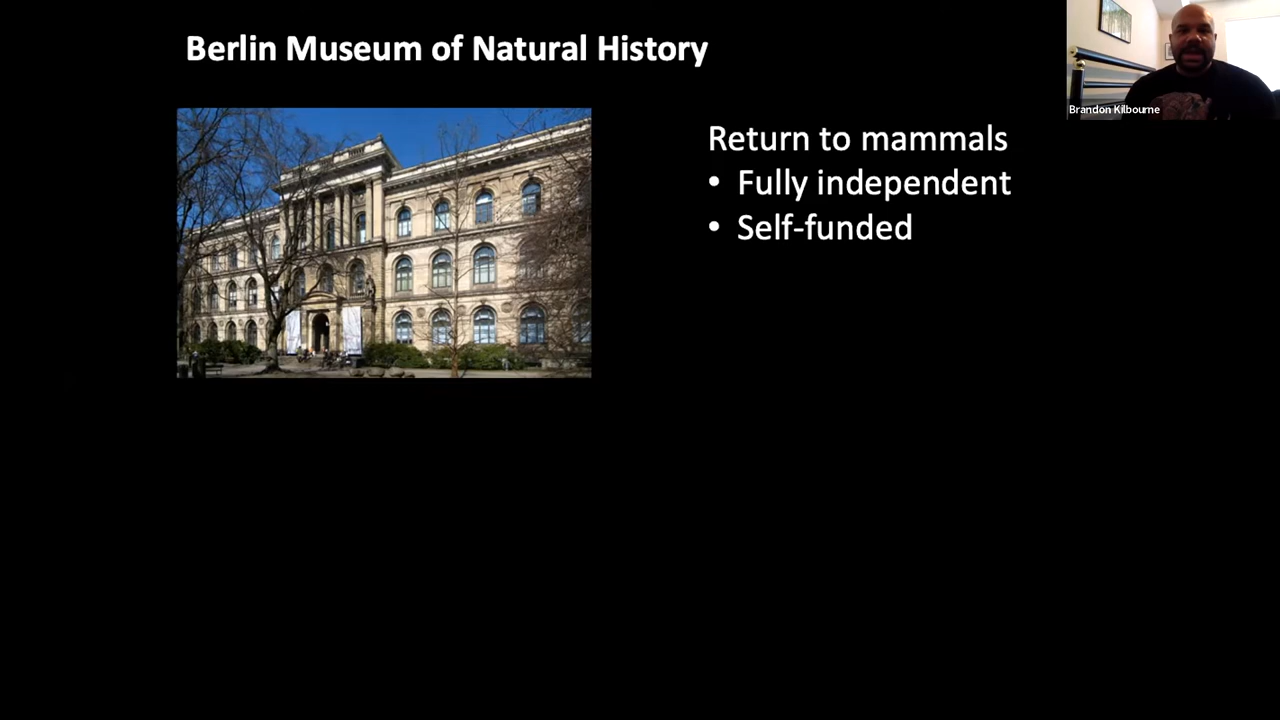 Berlin Museum of Natural History
Brandon Kilbourne
Return to mammals
• Fully independent
• Self-funded